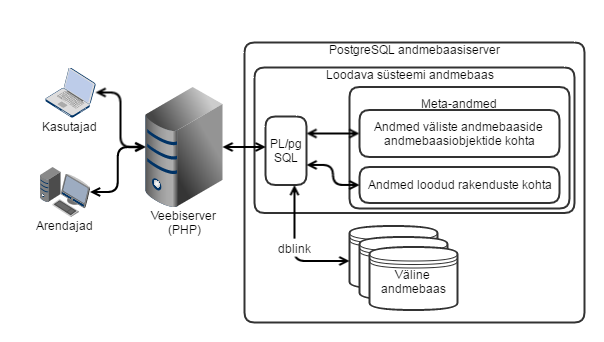 PostgreSQL andmebaasiserver
Loodava süsteemi andmebaas
Meta-andmed
Kasutajad
Andmed väliste andmebaaside
andmebaasiobjektide kohta
PL/pg
SQL
Andmed loodud rakenduste kohta
Arendajad
Veebiserver
(PHP)
dblink
Väline
andmebaas